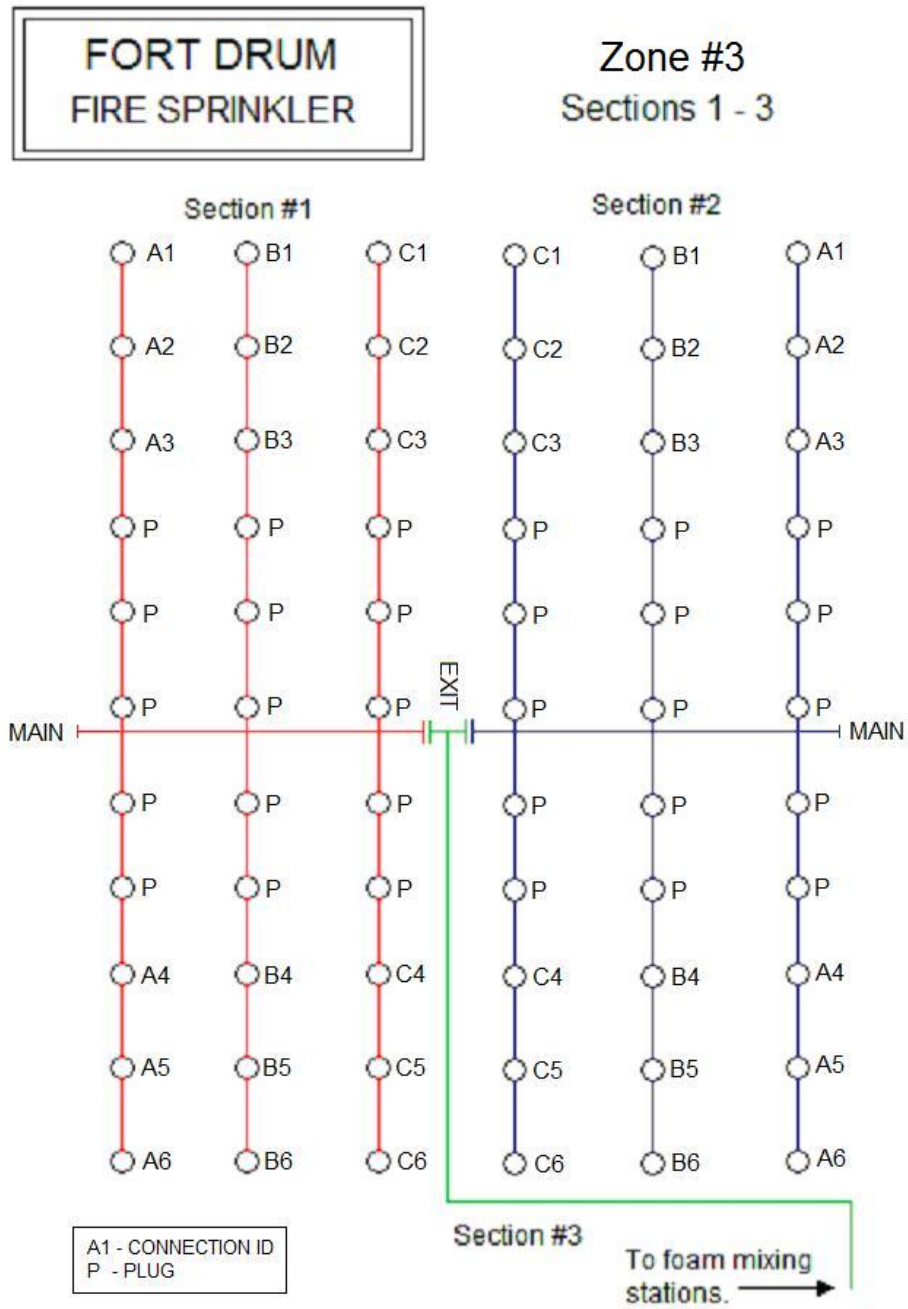 FORT DRUM
FIRE SPRINKLER
Zone #3
Sections 1 - 3
Section #1
Section #2
A1 B1 C1 C1 B1 A1
A2 B2 C2 C2 B2 A2
A3 B3 C3 C3 B3 A3
P P P P P P
P P P P P P
EXIT
P P P P P P
MAIN MAIN
P P P P P P
P P P P P P
A4 B4 C4 C4 B4 A4
A5 B5 C5 C5 B5 A5
A6 B6 C6 C6 B6 A6
Section #3
A1 - CONNECTION ID
P - PLUG
To foam mixing
stations.